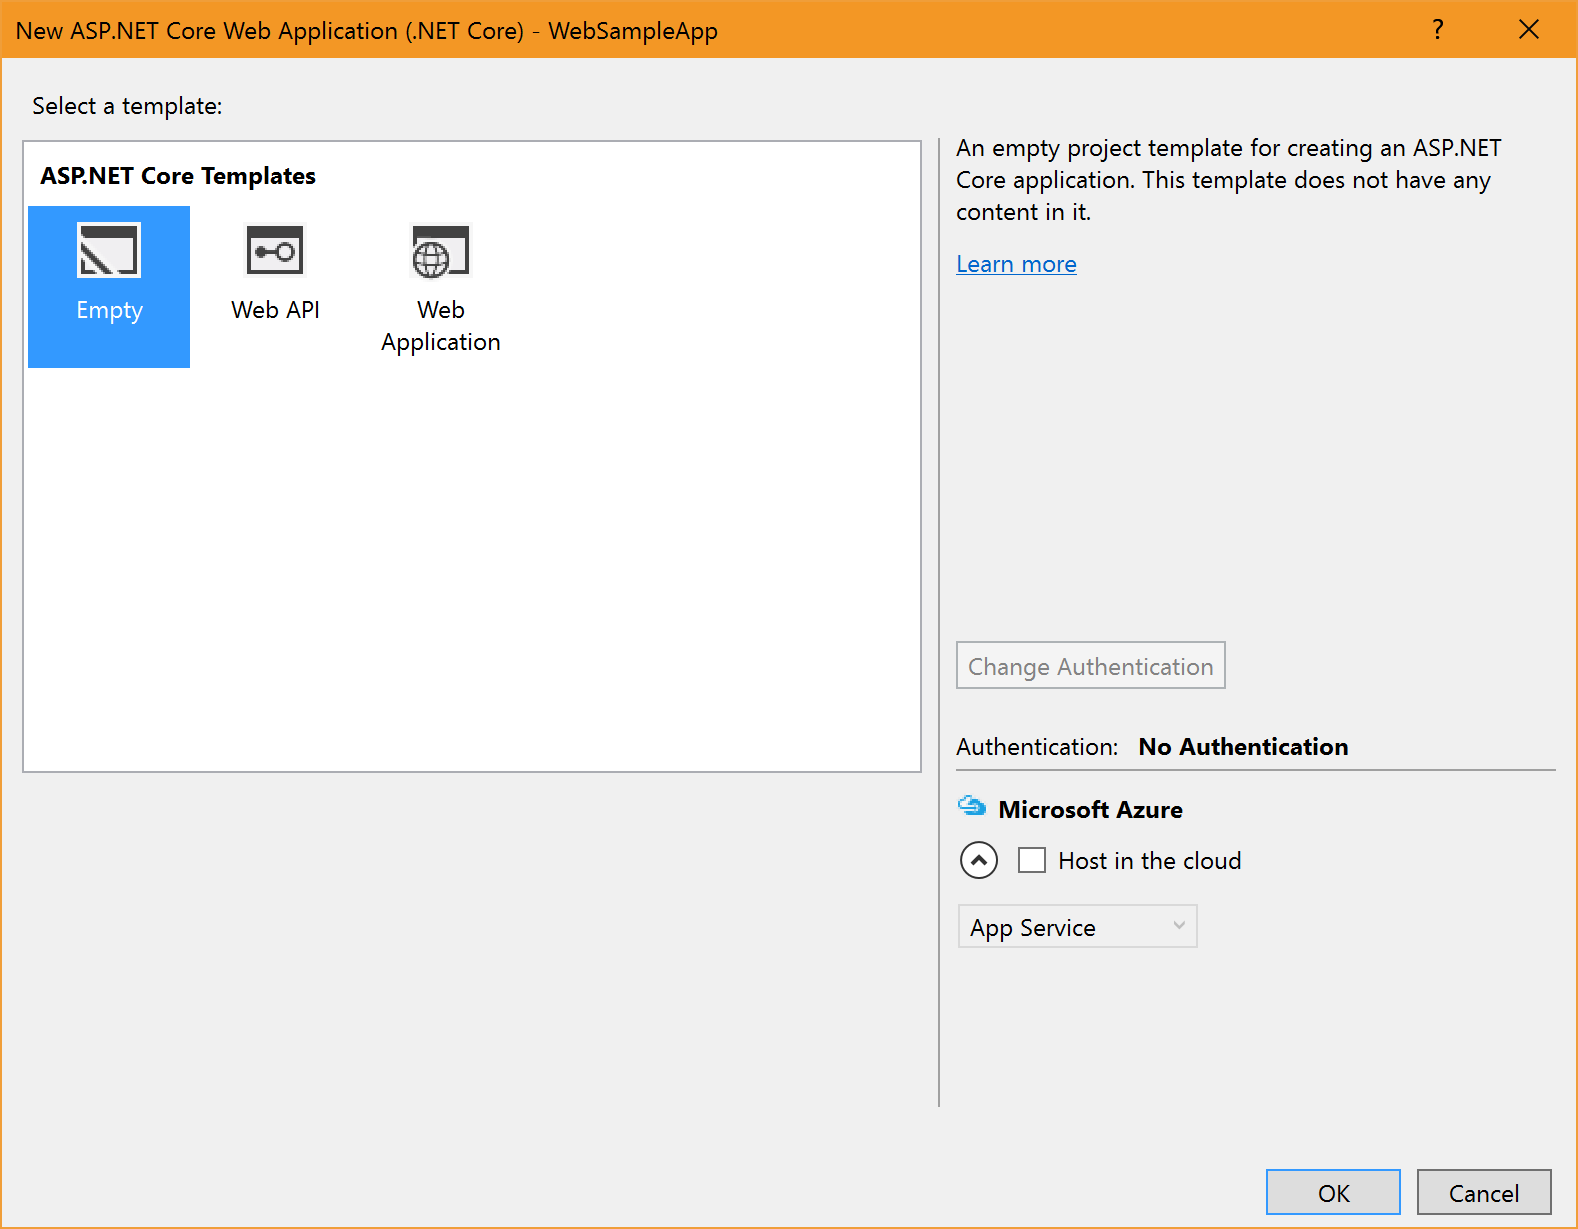 New ASP.NET Core Web Application (.NET Core) - WebSampleApp
?
Select a template:
ASP.NET Core Templates
Empty
Web API
Web
Application
An empty project template for creating an ASP.NET
Core application. This template does not have any
content in it.
Learn more
Change Authentication
Authentication: No Authentication
Microsoft Azure
Host in the cloud
App Service
OK
Cancel